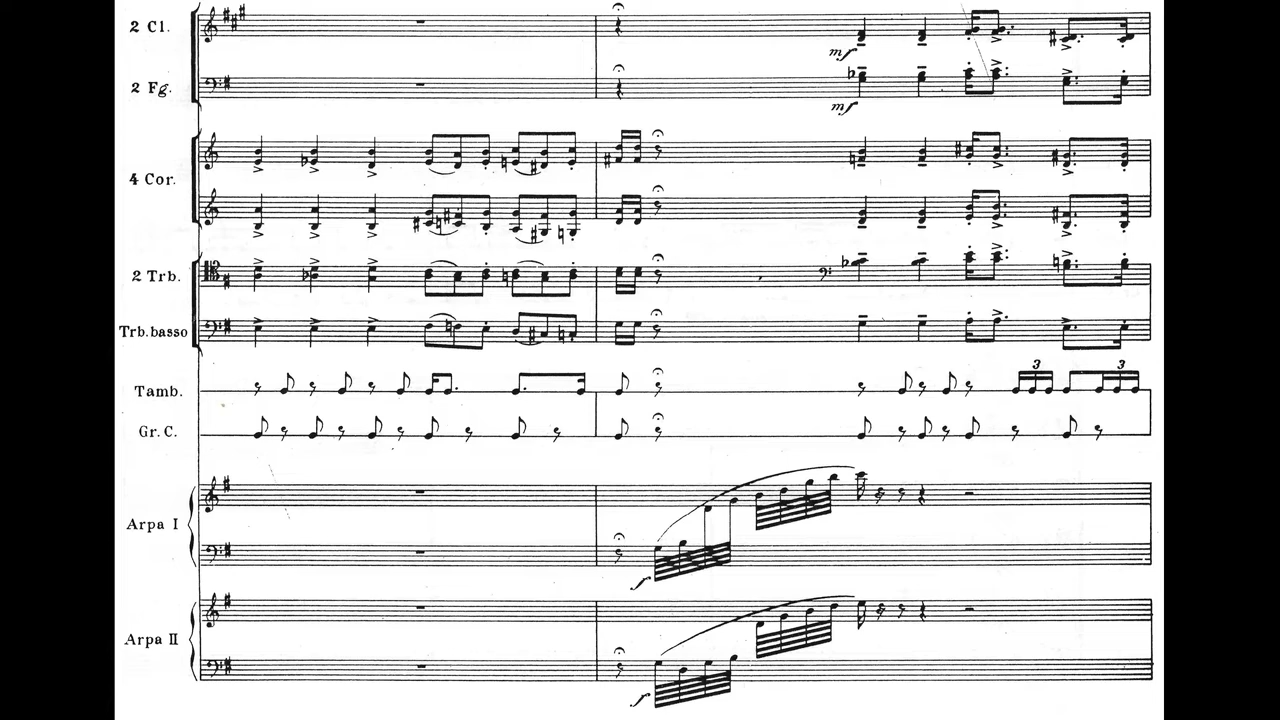 2 Cl.
mf
2 Fg.
mf
4 Cor.
2 Trb.
Trb.basso
Tamb.
3 3
Gr. C.
Arpa I
f
Arpa II
f